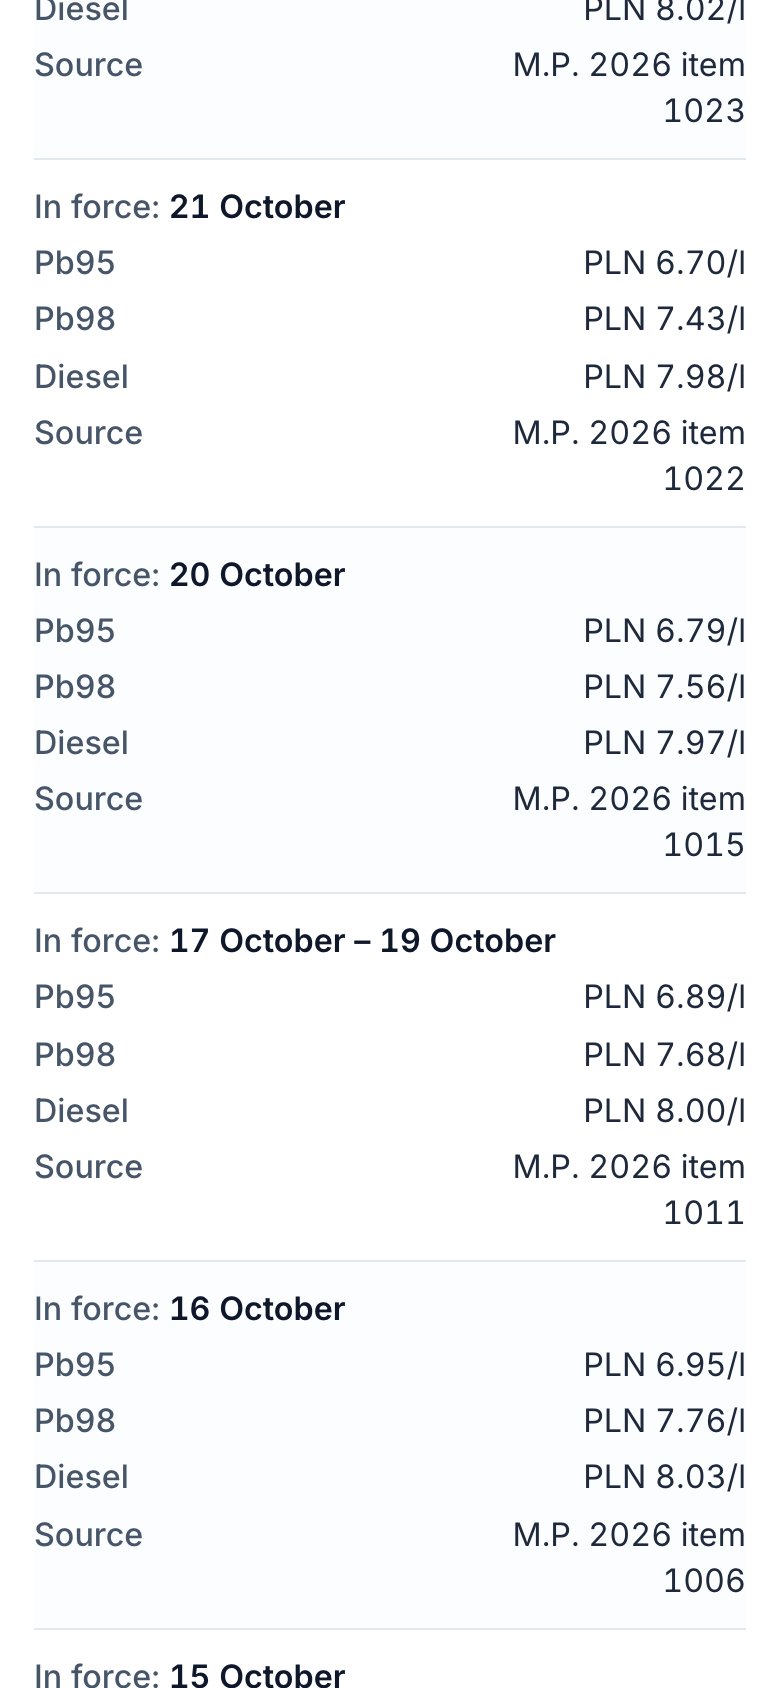 Diesel PLN 8.02/l
Source M.P. 2026 item
1023
In force: 21 October
Pb95 PLN 6.70/l
Pb98 PLN 7.43/l
Diesel PLN 7.98/l
Source M.P. 2026 item
1022
In force: 20 October
Pb95 PLN 6.79/l
Pb98 PLN 7.56/l
Diesel PLN 7.97/l
Source M.P. 2026 item
1015
In force: 17 October – 19 October
Pb95 PLN 6.89/l
Pb98 PLN 7.68/l
Diesel PLN 8.00/l
Source M.P. 2026 item
1011
In force: 16 October
Pb95 PLN 6.95/l
Pb98 PLN 7.76/l
Diesel PLN 8.03/l
Source M.P. 2026 item
1006
In force: 15 October